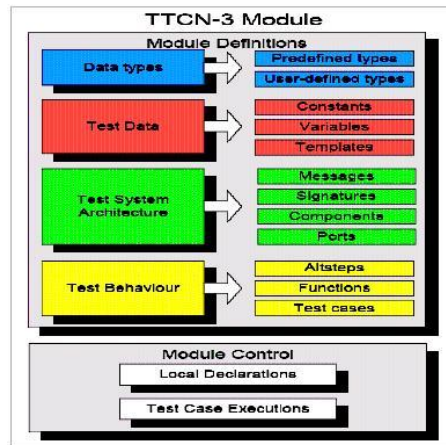 TTCN-3 Module
Module Definitions
Data types
Predefined types
User-defined types
Test Data
Constants
Variables
Templates
Test System
Architecture
Messages
Signatures
Components
Ports
Test Behaviour
Altsteps
Functions
Test cases
Module Control
Local Declarations
Test Case Executions